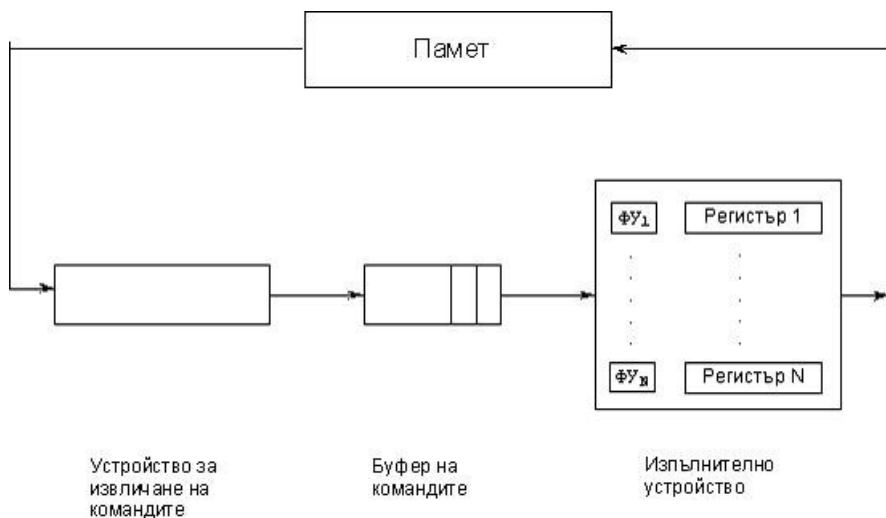 Памет
ФУ1
Регистър 1
ФУN
Регистър N
Устройство за
извличане на
командите
Буфер на
командите
Изпълнително
устройство